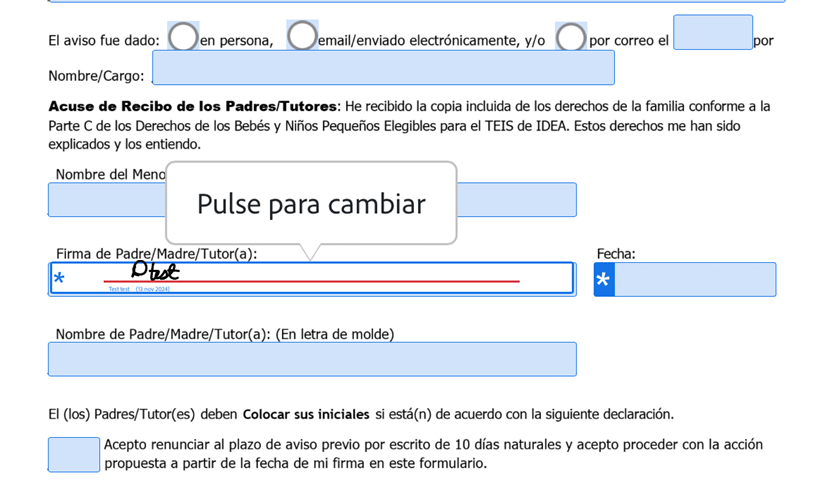 El aviso fue dado: en persona, email/enviado electrónicamente, y/o por correo el por
Nombre/Cargo:
Acuse de Recibo de los Padres/Tutores: He recibido la copia incluida de los derechos de la familia conforme a la
Parte C de los Derechos de los Bebés y Niños Pequeños Elegibles para el TEIS de IDEA. Estos derechos me han sido
explicados y los entiendo.
Nombre del Meno
Pulse para cambiar
Firma de Padre/Madre/Tutor(a): Fecha:
* test *
Test test (13 nov 2024)
Nombre de Padre/Madre/Tutor(a): (En letra de molde)
El (los) Padres/Tutor(es) deben Colocar sus iniciales si está(n) de acuerdo con la siguiente declaración.
Acepto renunciar al plazo de aviso previo por escrito de 10 días naturales y acepto proceder con la acción
propuesta a partir de la fecha de mi firma en este formulario.